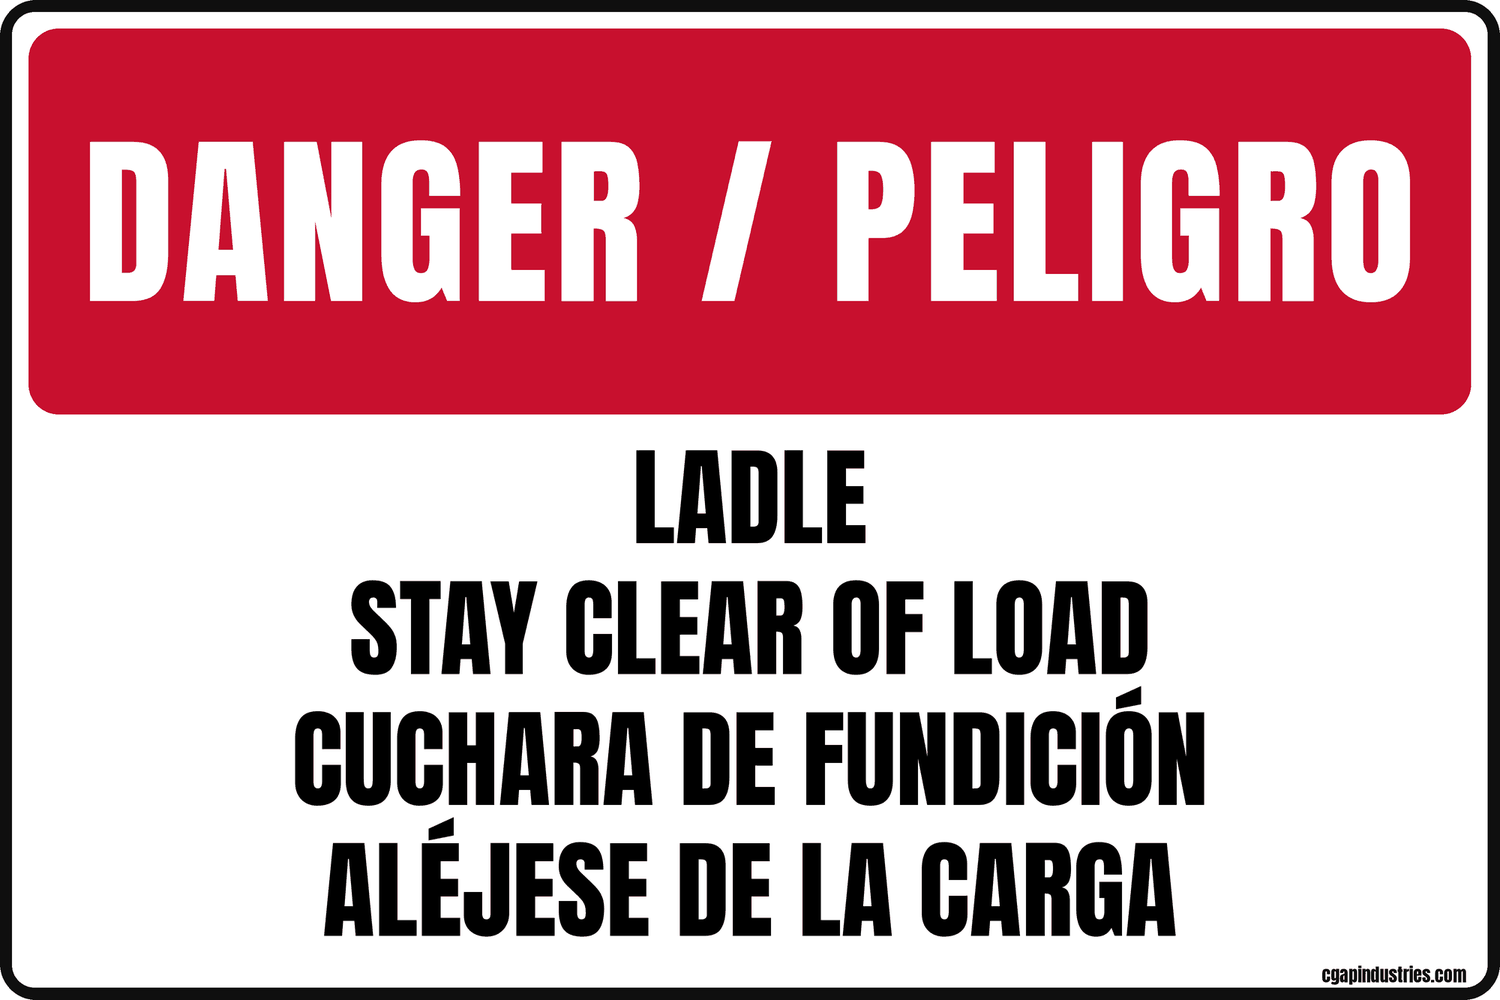 DANGER / PELIGRO
LADLE
STAY CLEAR OF LOAD
CUCHARA DE FUNDICIÓN
ALÉJESE DE LA CARGA
cgapindustries.com